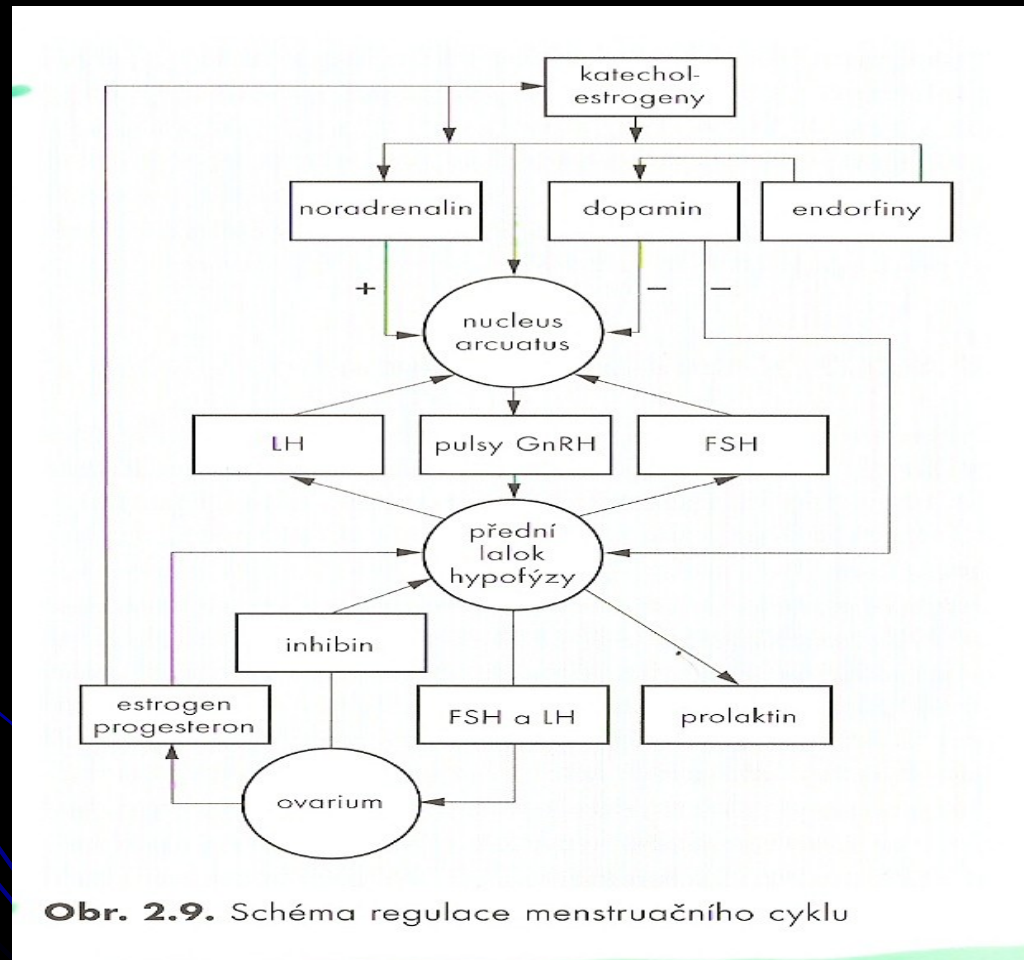 katechol-
estrogeny
noradrenalin
dopamin
endorfiny
+
–
–
nucleus
arcuatus
LH
pulsy GnRH
FSH
přední
lalok
hypofýzy
inhibin
estrogen
progesteron
FSH a LH
prolaktin
ovarium
Obr. 2.9. Schéma regulace menstruačního cyklu